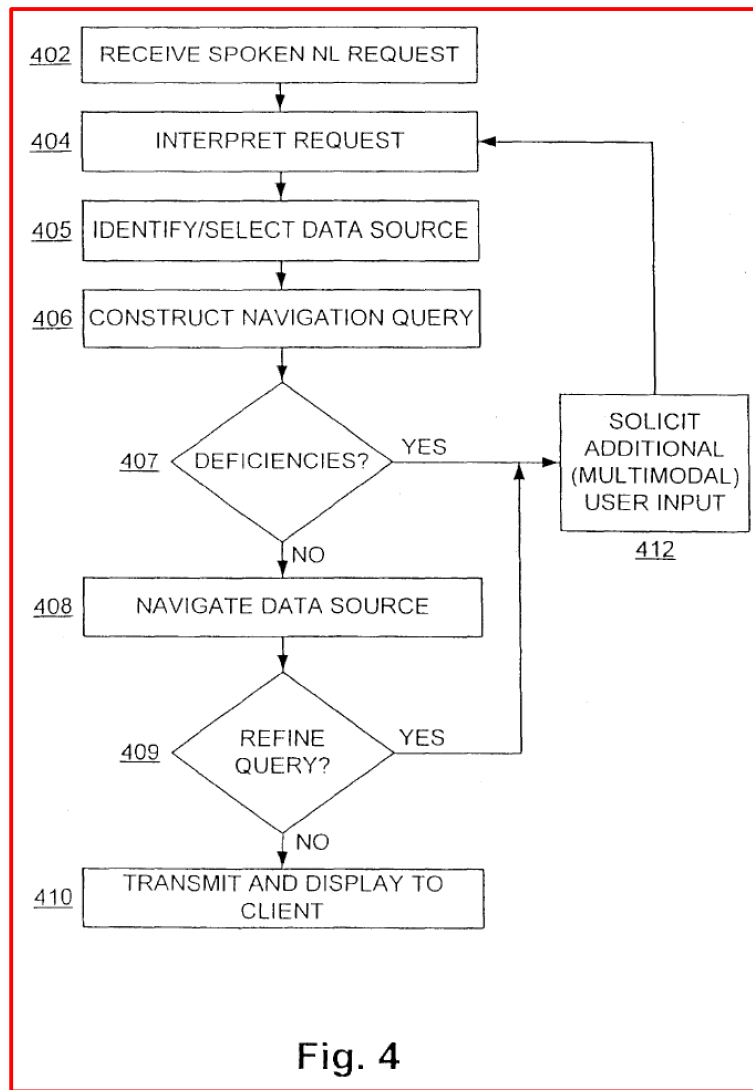 402 RECEIVE SPOKEN NL REQUEST
404 INTERPRET REQUEST
405 IDENTIFY/SELECT DATA SOURCE
406 CONSTRUCT NAVIGATION QUERY
407 DEFICIENCIES? YES
NO
SOLICIT
ADDITIONAL
(MULTIMODAL)
USER INPUT
412
408 NAVIGATE DATA SOURCE
409 REFINE
QUERY?
YES
NO
410 TRANSMIT AND DISPLAY TO
CLIENT
Fig. 4